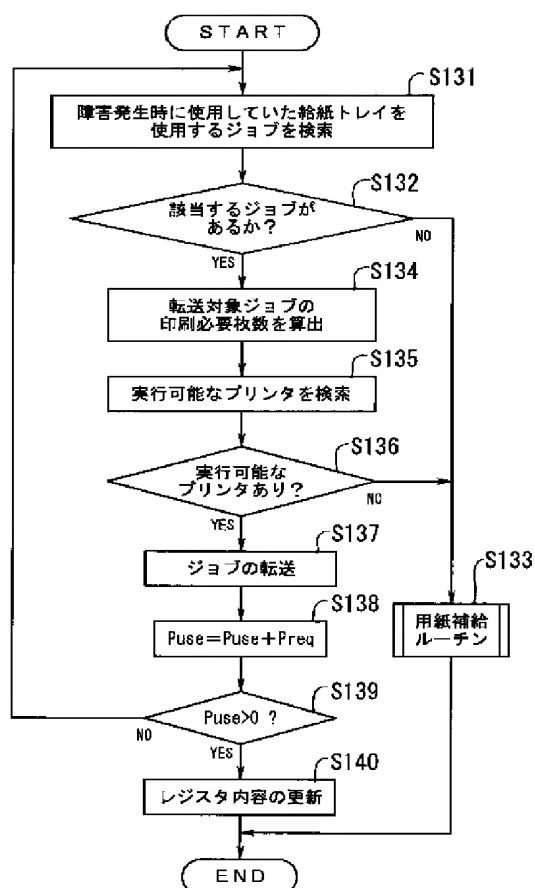 START
S131
障害発生時に使用していた給紙トレイを
使用するジョブを検索
S132
該当するジョブが
あるか?
NO
YES
S134
転送対象ジョブの
印刷必要枚数を算出
S135
実行可能なプリンタを検索
S136
実行可能な
プリンタあり?
NO
YES
S137
ジョブの転送
S133
用紙補給
ルーチン
S138
Puse=Puse+Preq
S139
Puse>0 ?
NO
YES
S140
レジスタ内容の更新
END